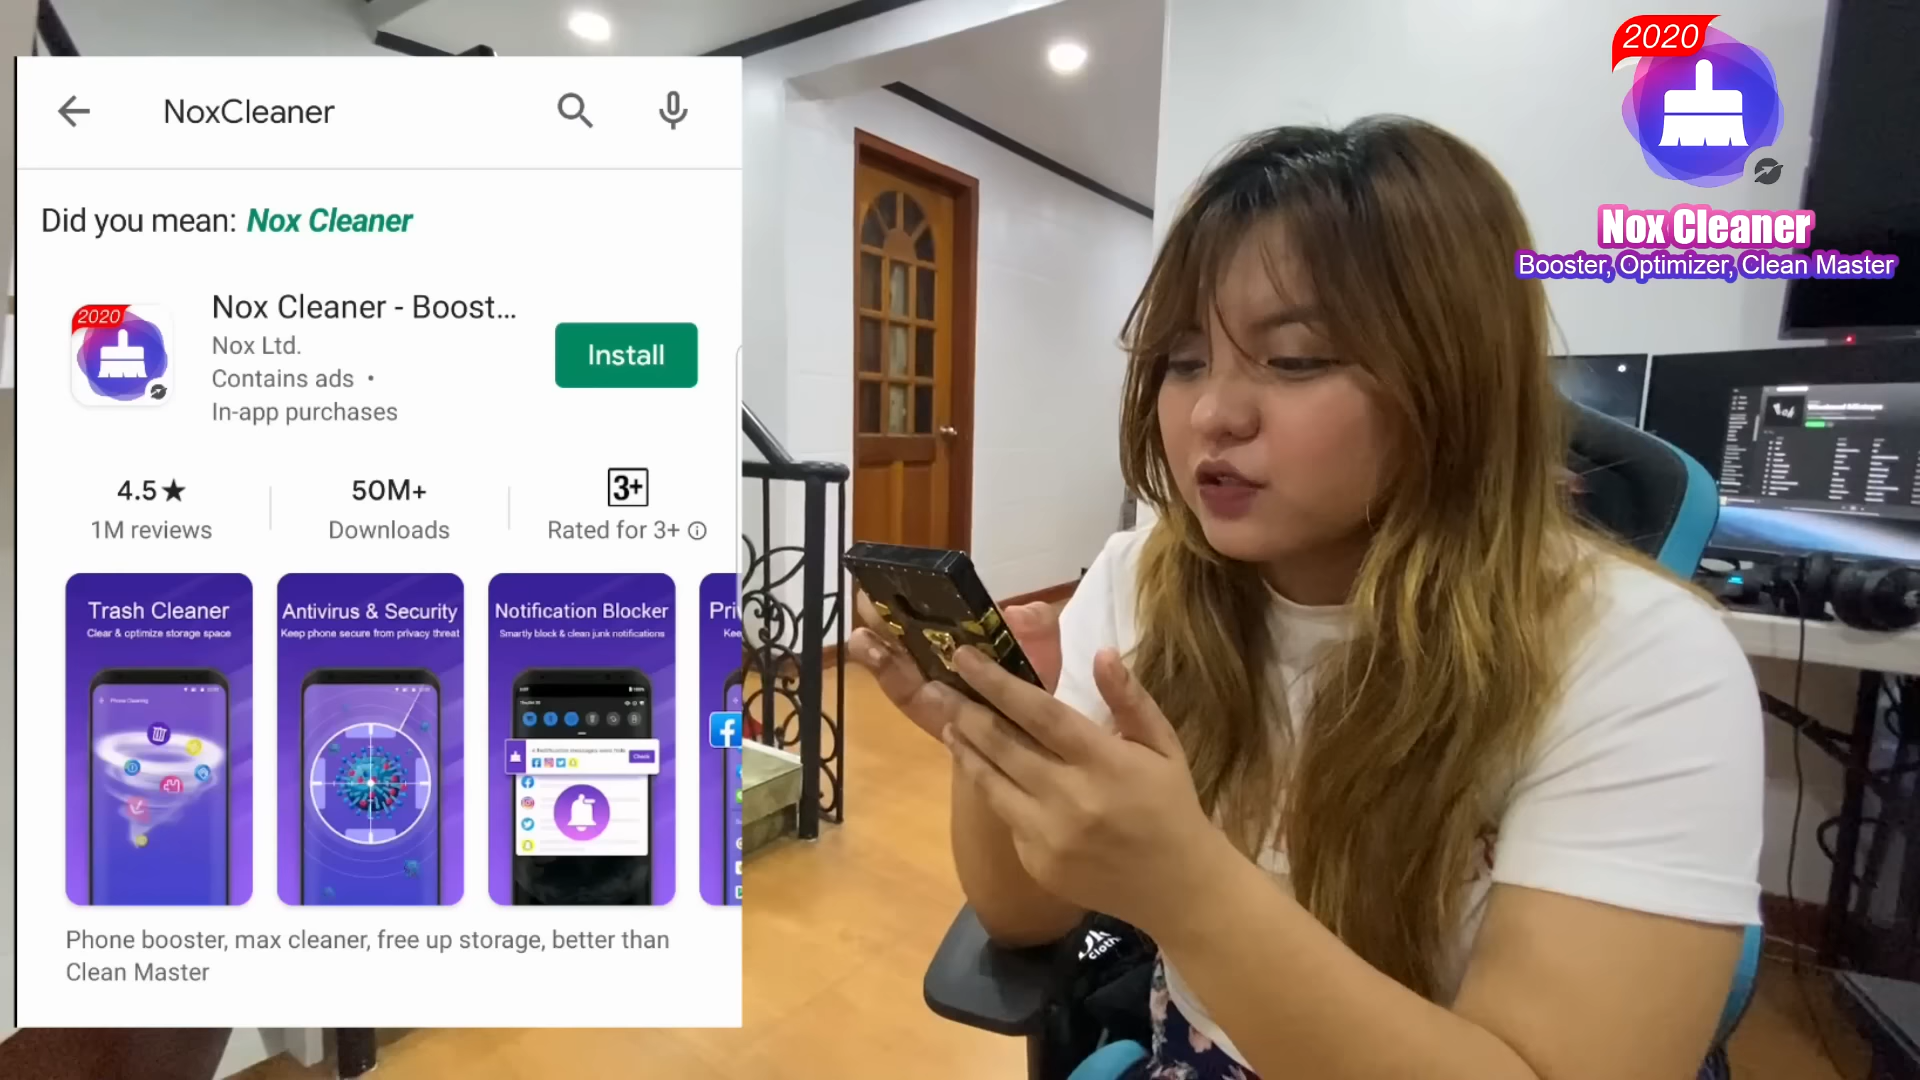 NoxCleaner
Did you mean: Nox Cleaner
2020
Nox Cleaner - Boost...
Nox Ltd.
Contains ads •
In-app purchases
Install
4.5★
1M reviews
50M+
Downloads
3+
Rated for 3+
Trash Cleaner
Clear & optimize storage space
Phone Cleaning
Antivirus & Security
Keep phone secure from privacy threat
Notification Blocker
Smartly block & clean junk notifications
Check
Phone booster, max cleaner, free up storage, better than
Clean Master
2020
Nox Cleaner
Booster, Optimizer, Clean Master